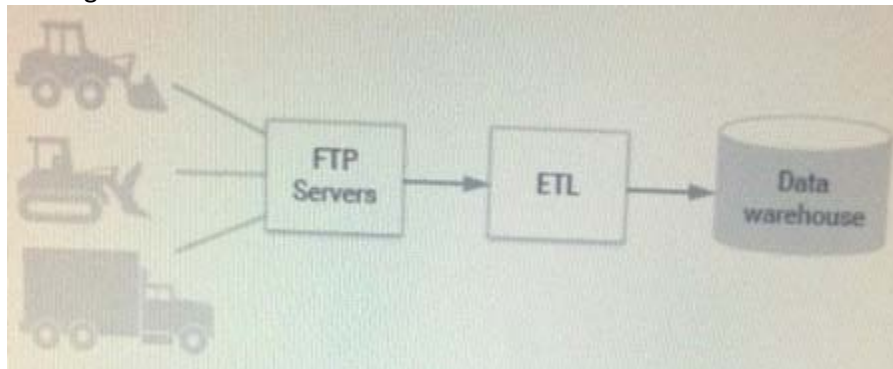 FTP
Servers
ETL
Data
warehouse